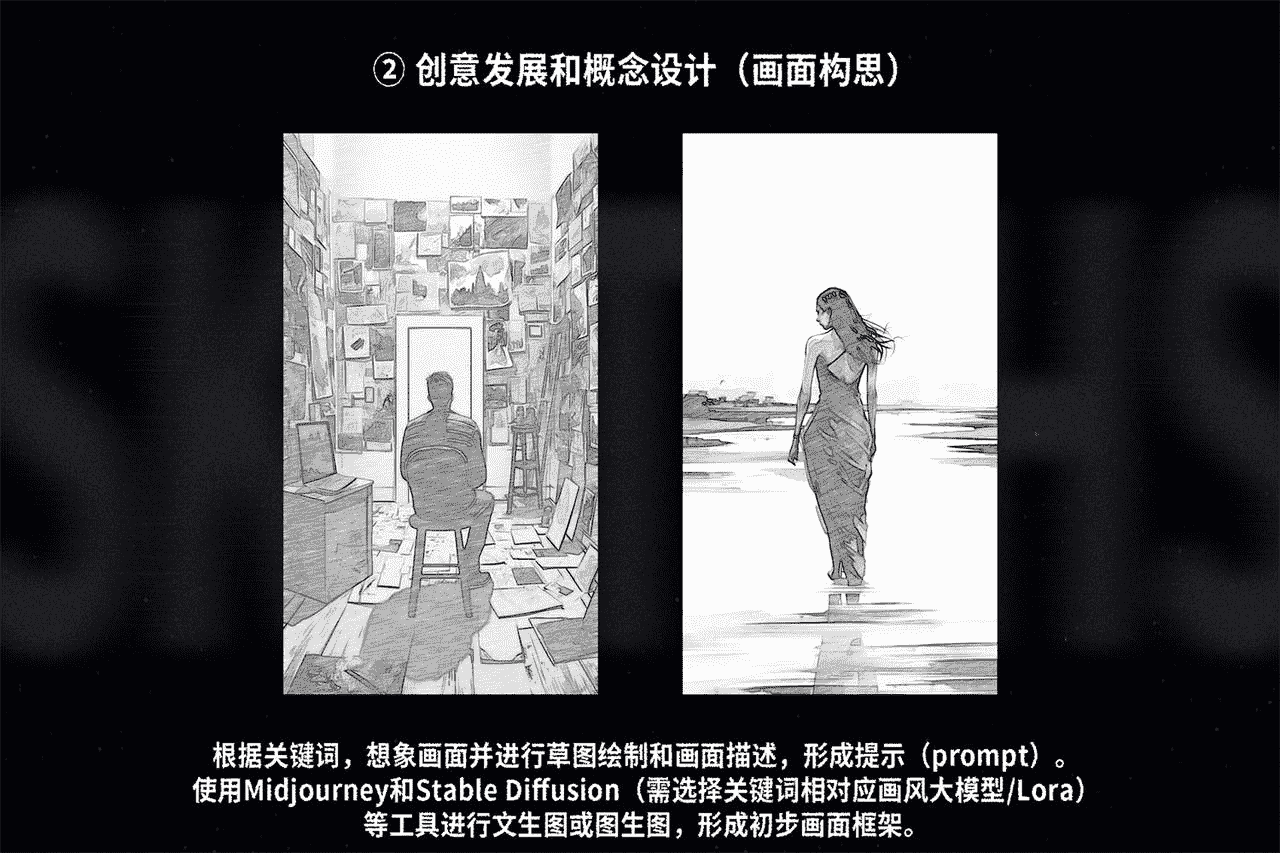 ② 创意发展和概念设计（画面构思）
根据关键词，想象画面并进行草图绘制和画面描述，形成提示（prompt）。
使用Midjourney和Stable Diffusion（需选择关键词相对应画风大模型/Lora）
等工具进行文生图或图生图，形成初步画面框架。